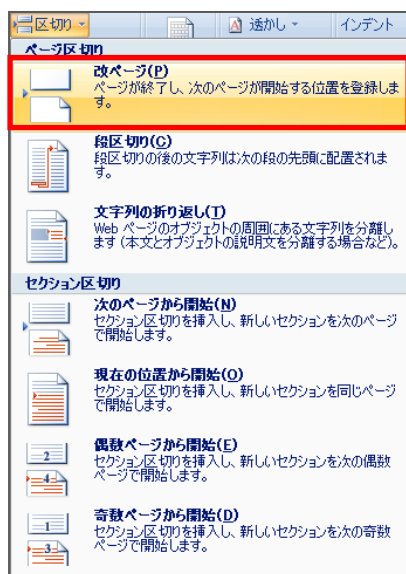 区切り 透かし インデント
ページ区切り
改ページ(P)
ページが終了し、次のページが開始する位置を登録しま
す。
段区切り(C)
段区切りの後の文字列は次の段の先頭に配置されま
す。
文字列の折り返し(T)
Web ページのオブジェクトの周囲にある文字列を分離し
ます (本文とオブジェクトの説明文を分離する場合など)。
セクション区切り
次のページから開始(N)
セクション区切りを挿入し、新しいセクションを次のページ
で開始します。
現在の位置から開始(O)
セクション区切りを挿入し、新しいセクションを同じページ
で開始します。
偶数ページから開始(E)
セクション区切りを挿入し、新しいセクションを次の偶数
ページで開始します。
2
4
奇数ページから開始(D)
セクション区切りを挿入し、新しいセクションを次の奇数
ページで開始します。
1
3